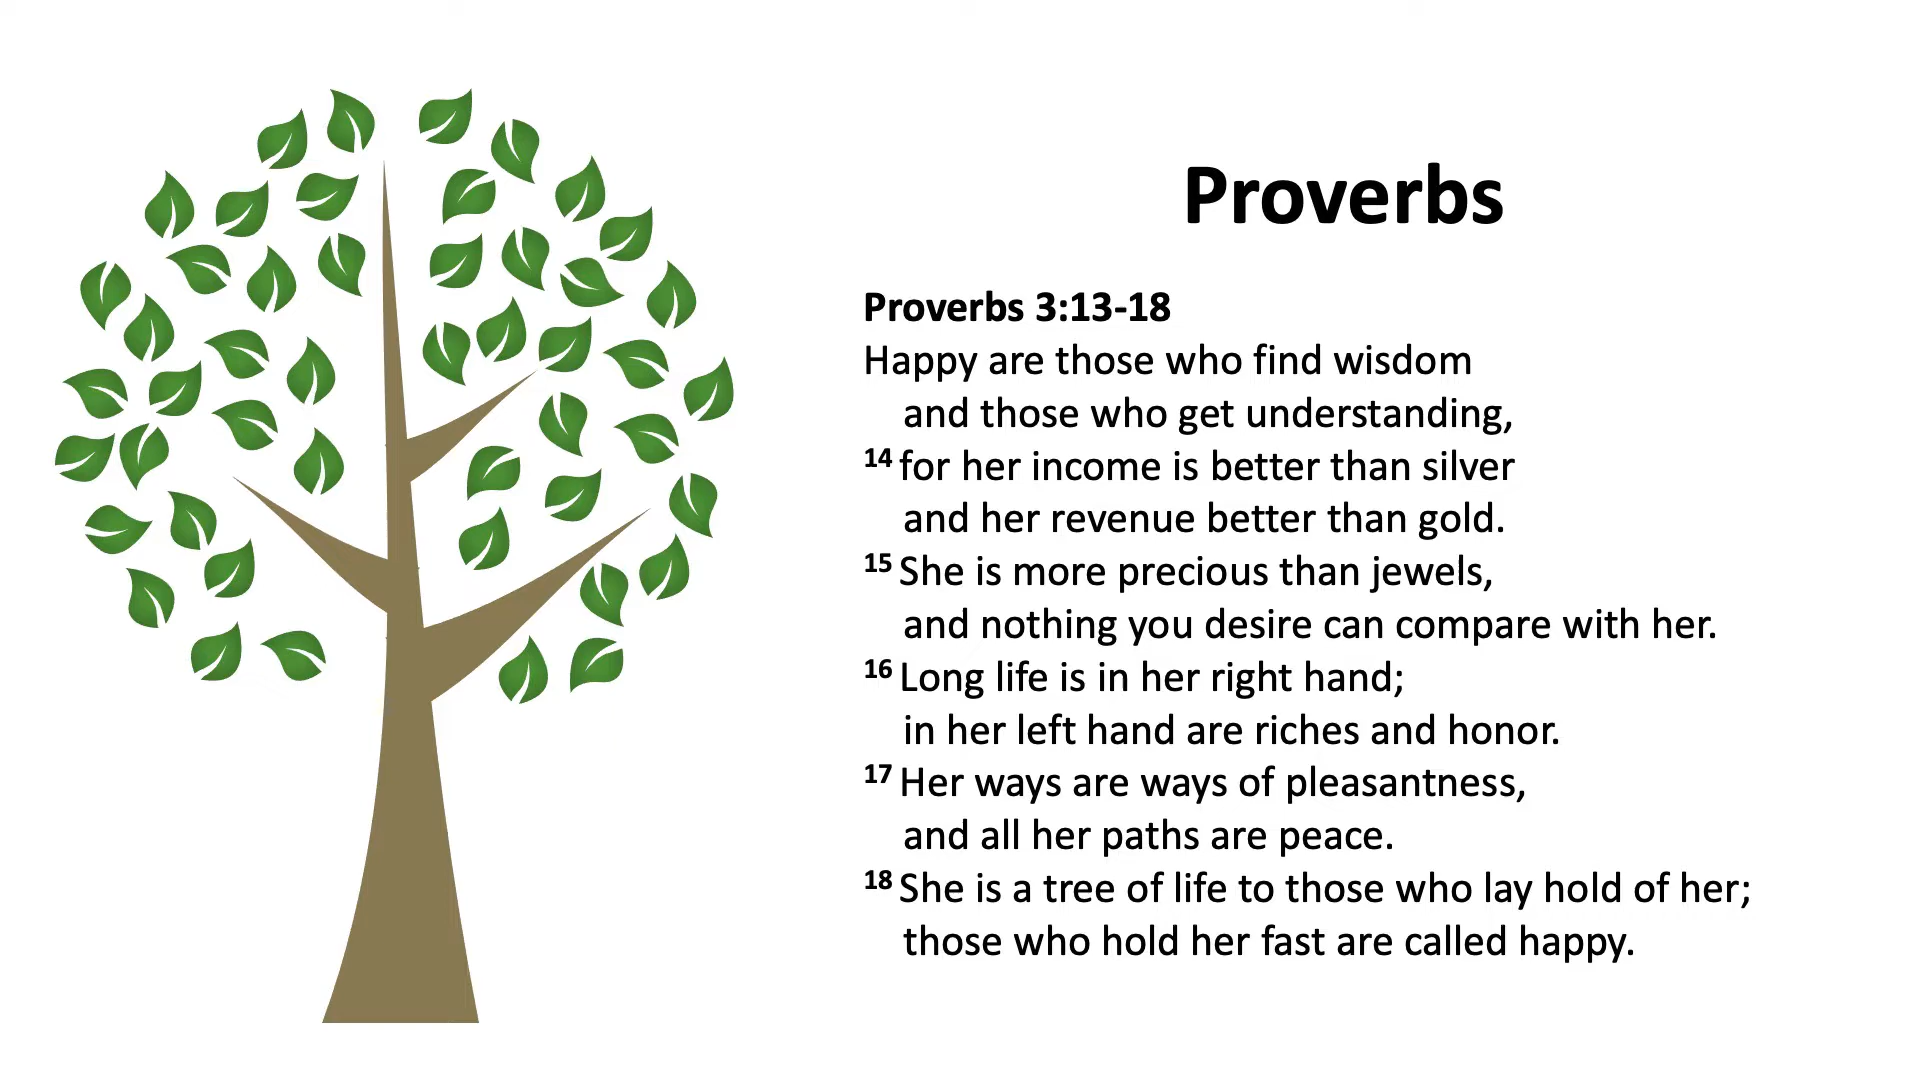 Proverbs
Proverbs 3:13-18
Happy are those who find wisdom
and those who get understanding,
14 for her income is better than silver
and her revenue better than gold.
15 She is more precious than jewels,
and nothing you desire can compare with her.
16 Long life is in her right hand;
in her left hand are riches and honor.
17 Her ways are ways of pleasantness,
and all her paths are peace.
18 She is a tree of life to those who lay hold of her;
those who hold her fast are called happy.